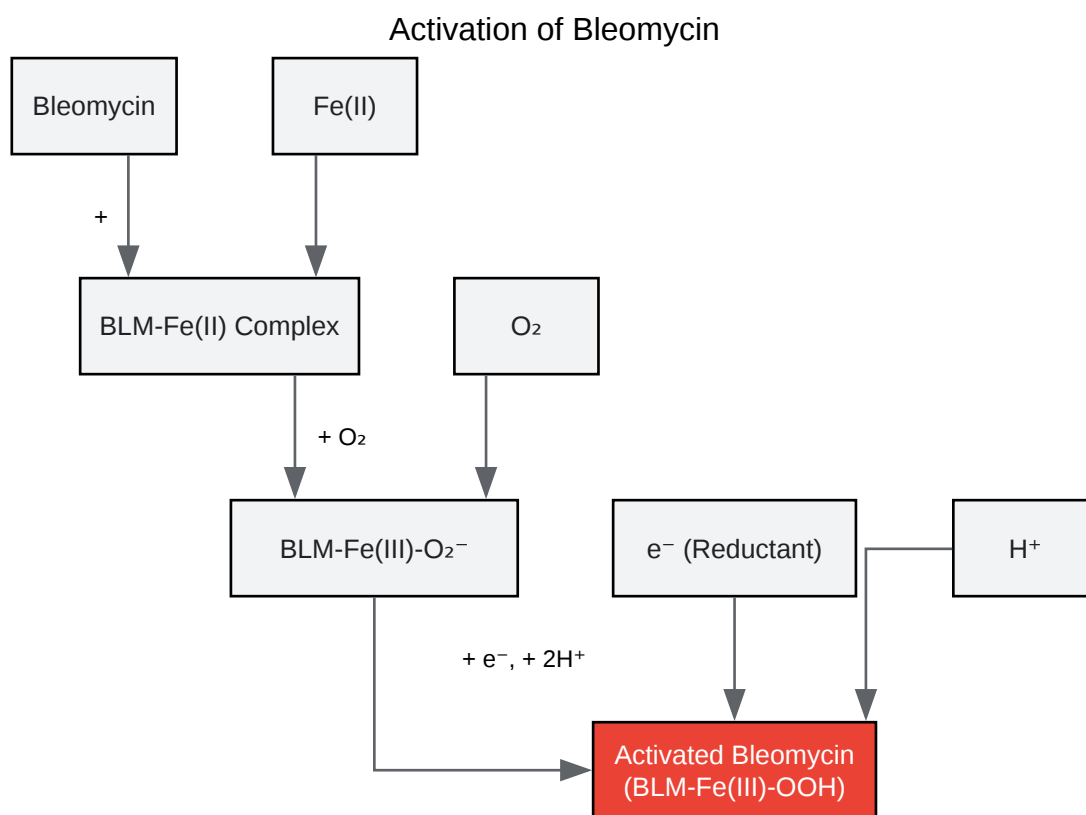 Activation of Bleomycin
Bleomycin
Fe(II)
+
BLM-Fe(II) Complex
O₂
+ O₂
BLM-Fe(III)-O₂⁻
e⁻ (Reductant)
H⁺
+ e⁻, + 2H⁺
Activated Bleomycin
(BLM-Fe(III)-OOH)